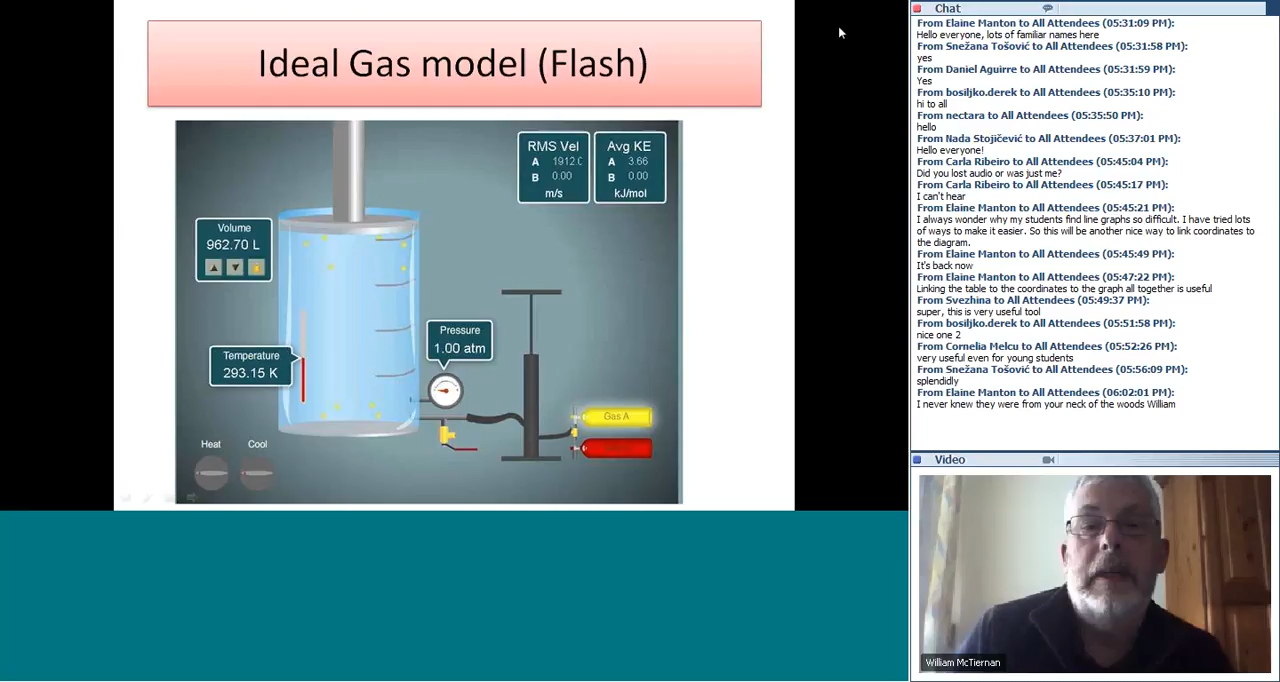 Ideal Gas model (Flash)
RMS Vel
A 1912.0
B 0.00
m/s
Avg KE
A 3.66
B 0.00
kJ/mol
Volume
962.70 L
Temperature
293.15 K
Pressure
1.00 atm
Gas A
Heat
Cool
Chat
From Elaine Manton to All Attendees (05:31:09 PM):
Hello everyone, lots of familiar names here
From Snežana Tošović to All Attendees (05:31:58 PM):
yes
From Daniel Aguirre to All Attendees (05:31:59 PM):
Yes
From bosiljko.derek to All Attendees (05:35:10 PM):
hi to all
From nectara to All Attendees (05:35:50 PM):
hello
From Nada Stojičević to All Attendees (05:37:01 PM):
Hello everyone!
From Carla Ribeiro to All Attendees (05:45:04 PM):
Did you lost audio or was just me?
From Carla Ribeiro to All Attendees (05:45:17 PM):
I can't hear
From Elaine Manton to All Attendees (05:45:21 PM):
I always wonder why my students find line graphs so difficult. I have tried lots
of ways to make it easier. So this will be another nice way to link coordinates to
the diagram.
From Elaine Manton to All Attendees (05:45:49 PM):
It's back now
From Elaine Manton to All Attendees (05:47:22 PM):
Linking the table to the coordinates to the graph all together is useful
From Svezhina to All Attendees (05:49:37 PM):
super, this is very useful tool
From bosiljko.derek to All Attendees (05:51:58 PM):
nice one 2
From Cornelia Melcu to All Attendees (05:52:26 PM):
very useful even for young students
From Snežana Tošović to All Attendees (05:56:09 PM):
splendidly
From Elaine Manton to All Attendees (06:02:01 PM):
I never knew they were from your neck of the woods William
Video
William McTiernan